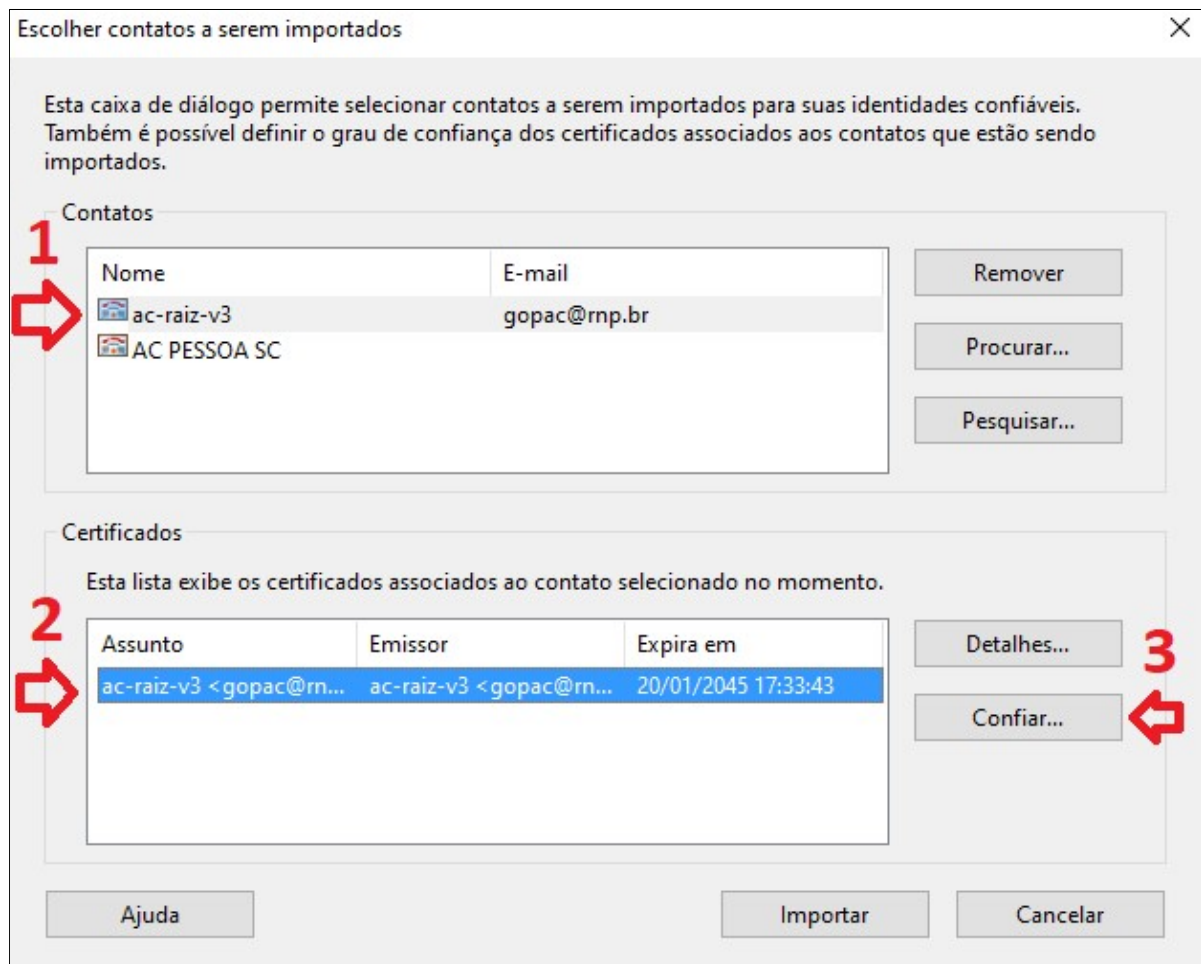 Escolher contatos a serem importados
Esta caixa de diálogo permite selecionar contatos a serem importados para suas identidades confiáveis.
Também é possível definir o grau de confiança dos certificados associados aos contatos que estão sendo
importados.
Contatos
1
Nome E-mail
ac-raiz-v3 gopac@rnp.br
AC PESSOA SC
Remover
Procurar...
Pesquisar...
Certificados
Esta lista exibe os certificados associados ao contato selecionado no momento.
2
Assunto Emissor Expira em
ac-raiz-v3 <gopac@rn... ac-raiz-v3 <gopac@rn... 20/01/2045 17:33:43
Detalhes...
3
Confiar...
Ajuda Importar Cancelar